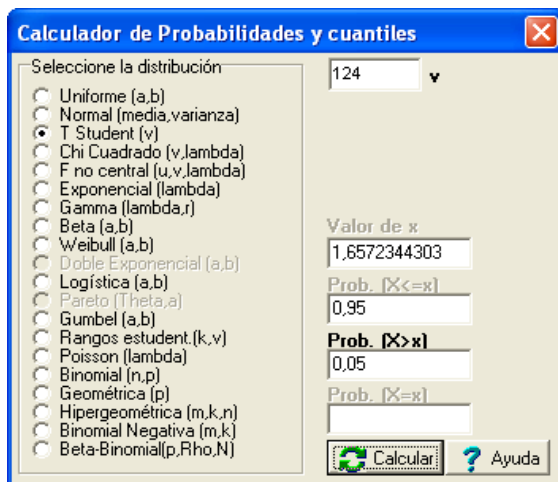 Calculador de Probabilidades y cuantiles
Seleccione la distribución
Uniforme (a,b)
Normal (media,varianza)
T Student (v)
Chi Cuadrado (v,lambda)
F no central (u,v,lambda)
Exponencial (lambda)
Gamma (lambda,r)
Beta (a,b)
Weibull (a,b)
Doble Exponencial (a,b)
Logística (a,b)
Pareto (Theta,a)
Gumbel (a,b)
Rangos estudent.(k,v)
Poisson (lambda)
Binomial (n,p)
Geométrica (p)
Hipergeométrica (m,k,n)
Binomial Negativa (m,k)
Beta-Binomial(p,Rho,N)
124 v
Valor de x
1,6572344303
Prob. (X<=x)
0,95
Prob. (X>x)
0,05
Prob. (X=x)
Calcular
? Ayuda